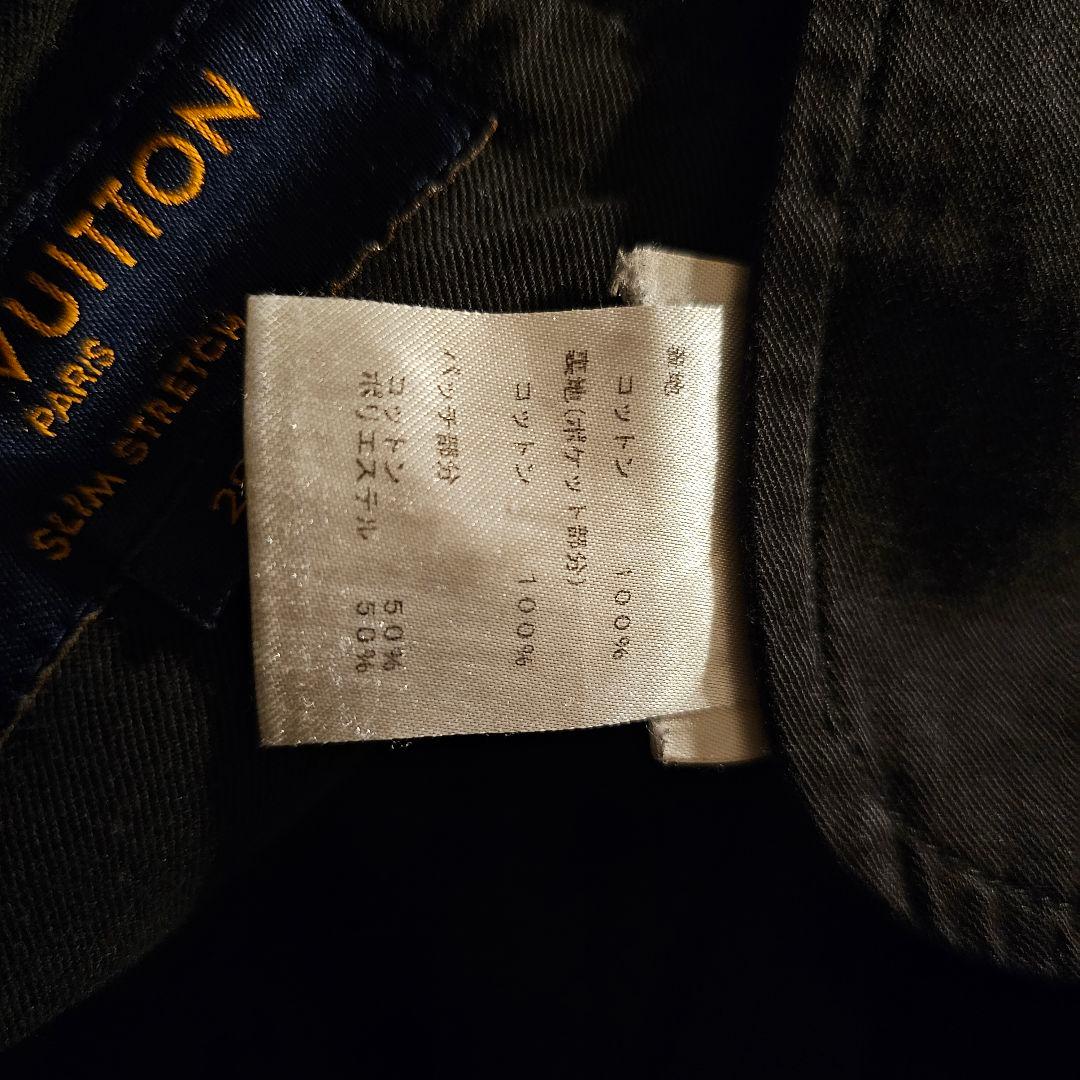 VUITTON
PARIS
SLIM STRETCH
コットン 100%
裏地(ポケット部分)
コットン 100%
パッチ部分
コットン 50%
ポリエステル 50%